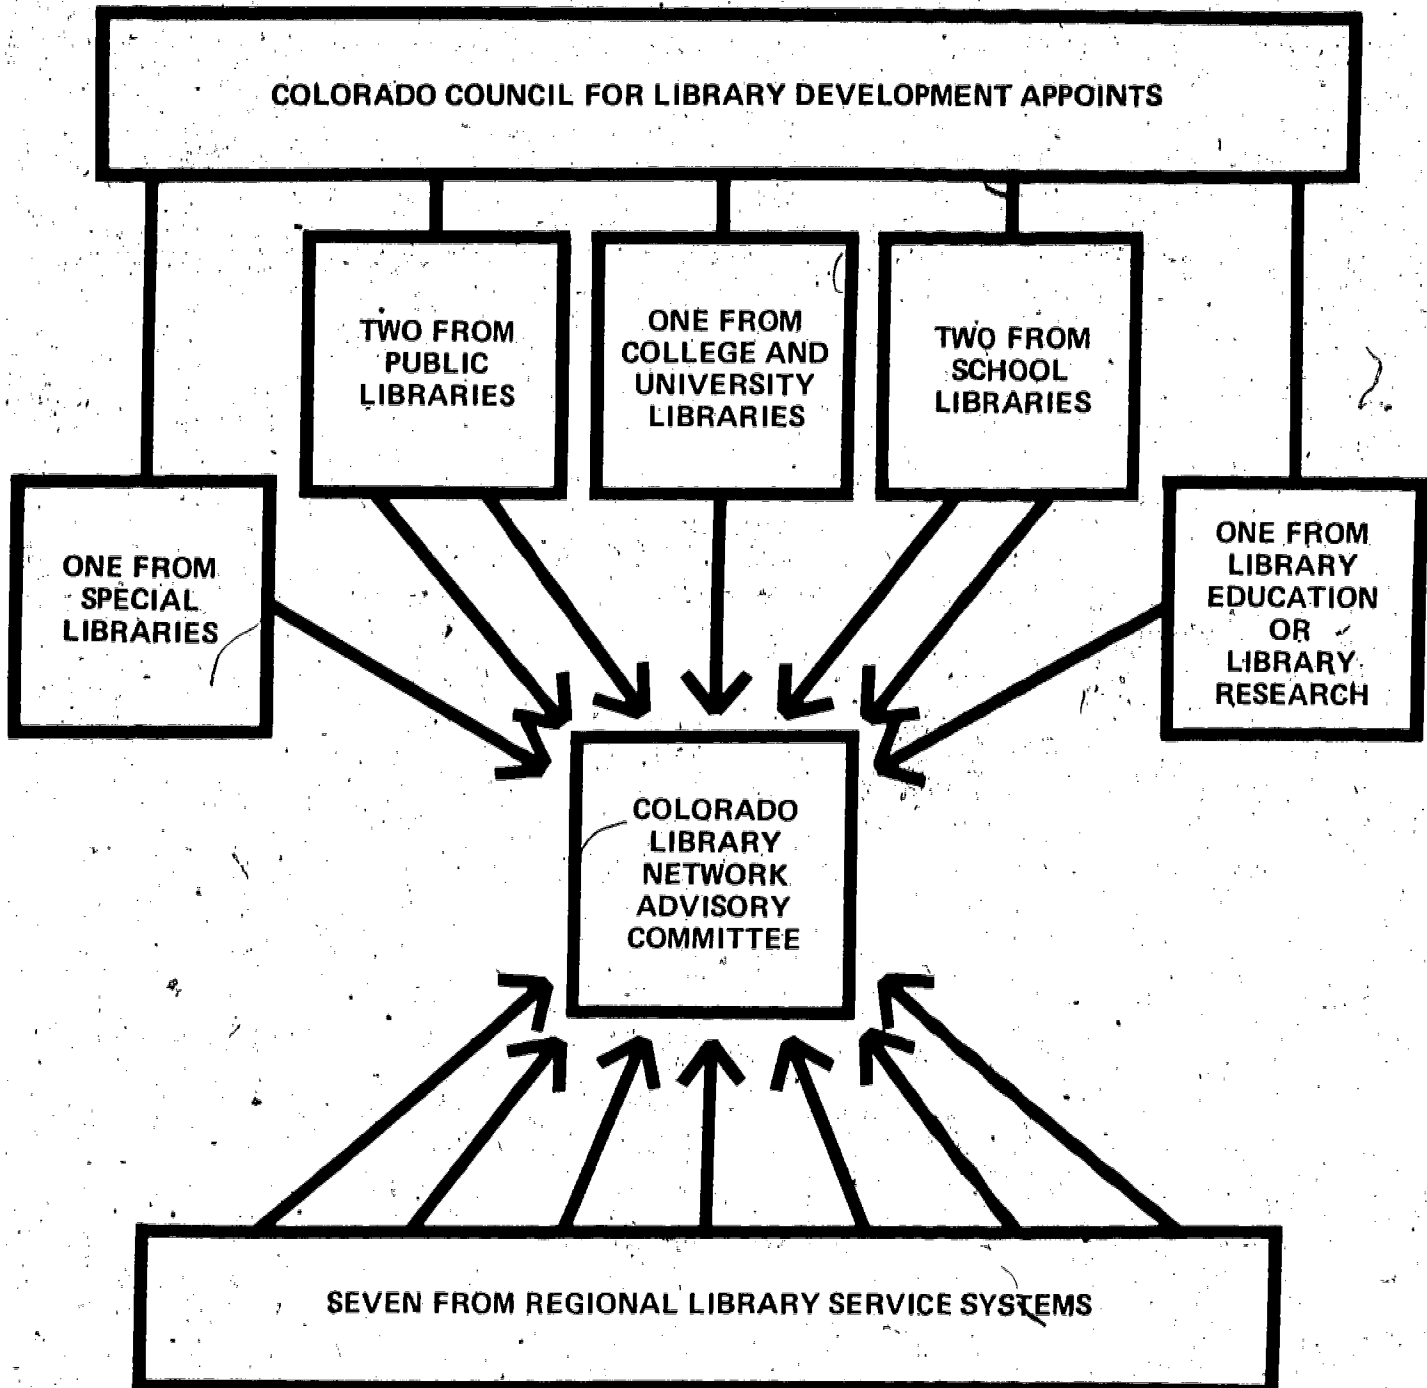 COLORADO COUNCIL FOR LIBRARY DEVELOPMENT APPOINTS
TWO FROM
PUBLIC
LIBRARIES
ONE FROM
COLLEGE AND
UNIVERSITY
LIBRARIES
TWO FROM
SCHOOL
LIBRARIES
ONE FROM
SPECIAL
LIBRARIES
ONE FROM
LIBRARY
EDUCATION
OR
LIBRARY
RESEARCH
COLORADO
LIBRARY
NETWORK
ADVISORY
COMMITTEE
SEVEN FROM REGIONAL LIBRARY SERVICE SYSTEMS